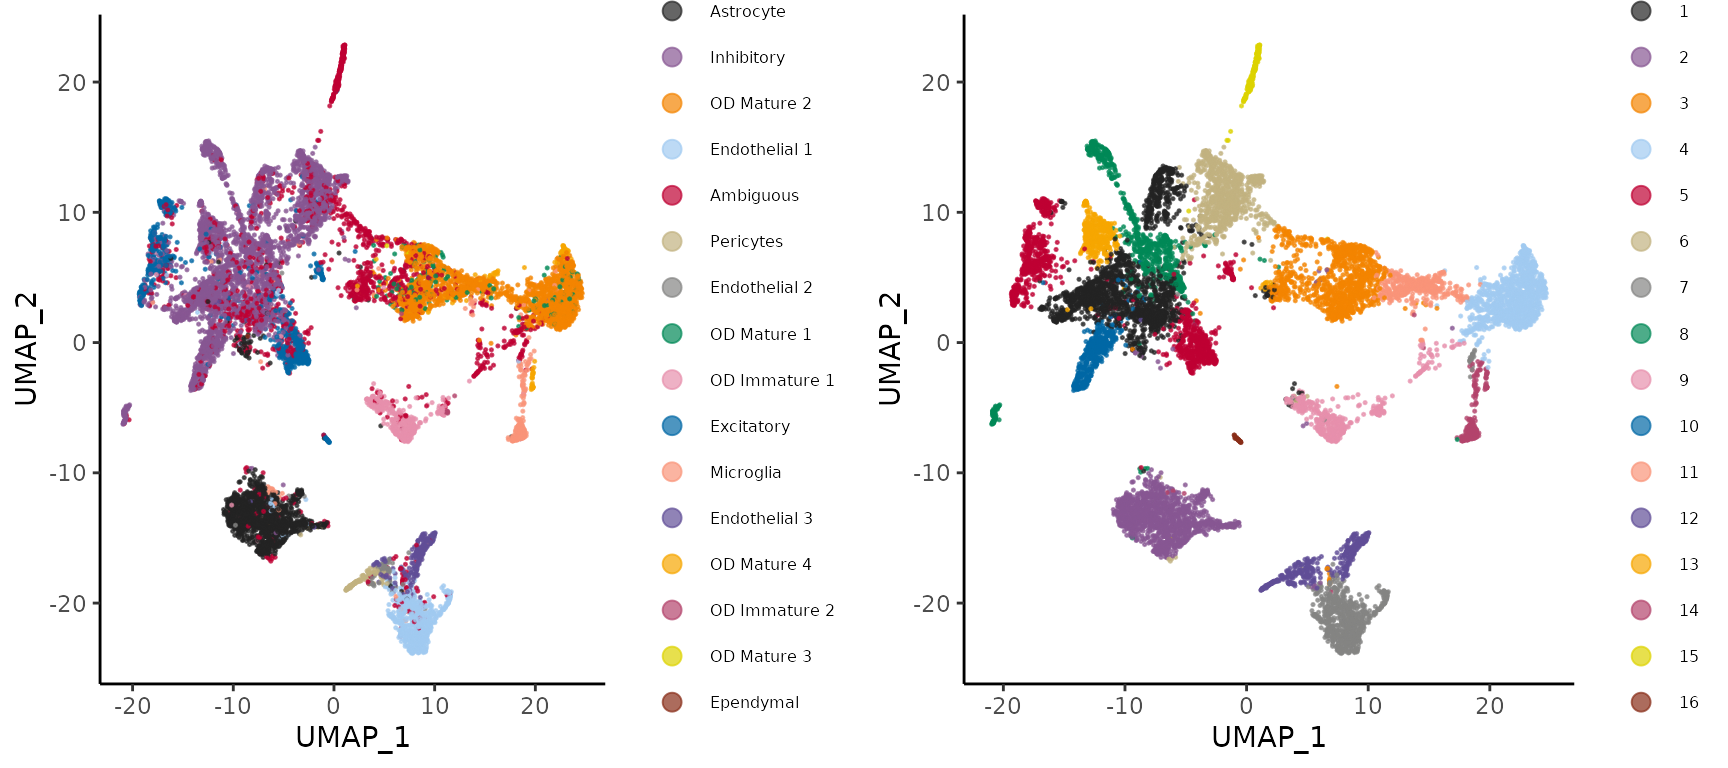 20
10
0
-10
-20
UMAP_2
-20
-10
0
10
20
UMAP_1
Astrocyte
Inhibitory
OD Mature 2
Endothelial 1
Ambiguous
Pericytes
Endothelial 2
OD Mature 1
OD Immature 1
Excitatory
Microglia
Endothelial 3
OD Mature 4
OD Immature 2
OD Mature 3
Ependymal
20
10
0
-10
-20
UMAP_2
-20
-10
0
10
20
UMAP_1
1
2
3
4
5
6
7
8
9
10
11
12
13
14
15
16